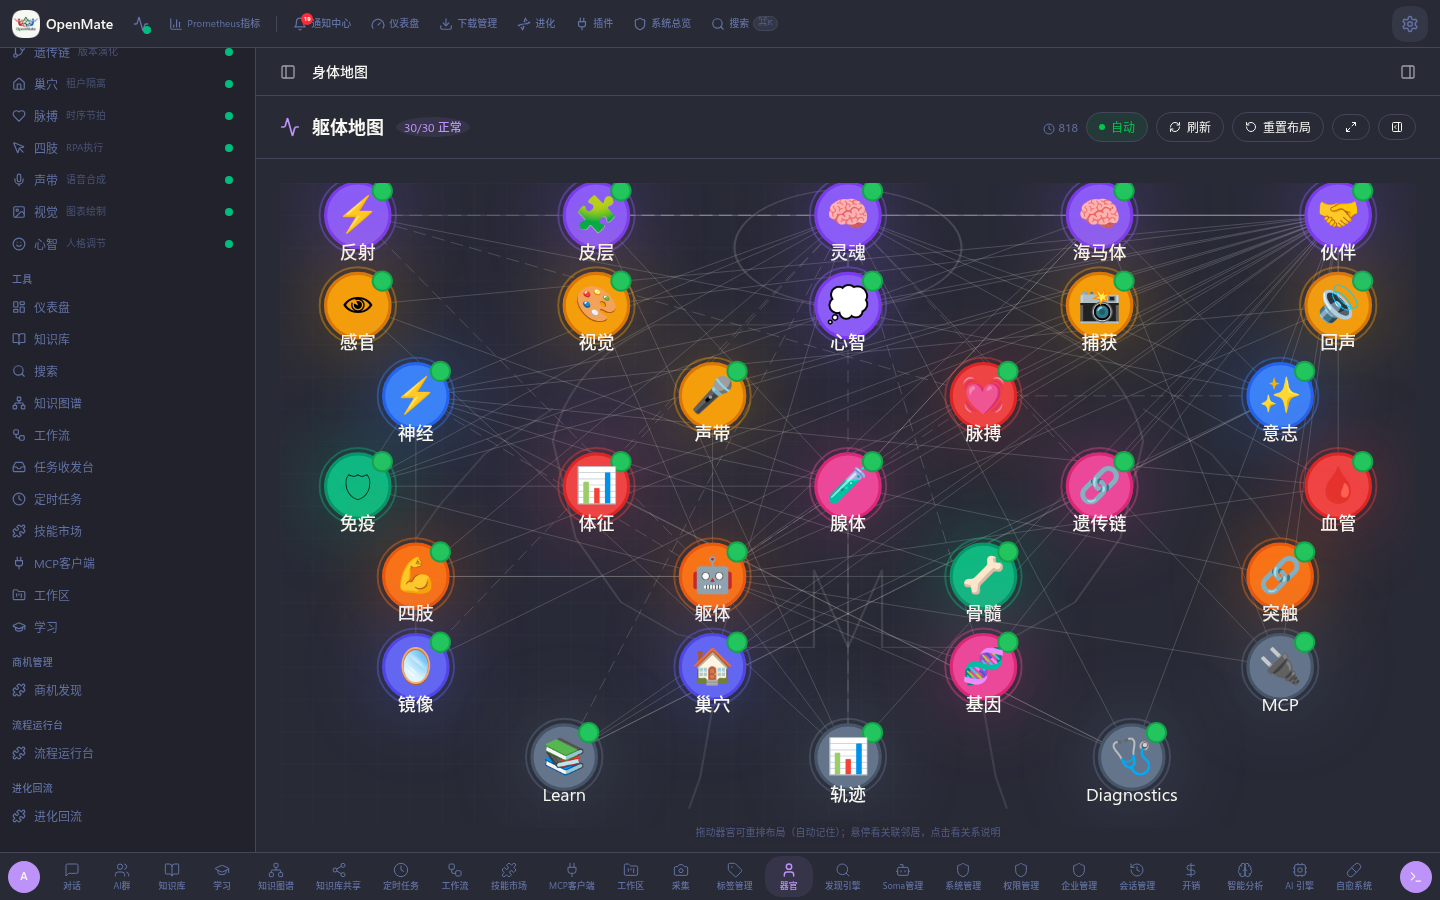 OpenMate
Prometheus指标
19
通知中心
仪表盘
下载管理
进化
插件
系统总览
搜索
⌘K
遗传链 版本演化
巢穴 租户隔离
脉搏 时序节拍
四肢 RPA执行
声带 语音合成
视觉 图表绘制
心智 人格调节
工具
仪表盘
知识库
搜索
知识图谱
工作流
任务收发台
定时任务
技能市场
MCP客户端
工作区
学习
商机管理
商机发现
流程运行台
流程运行台
进化回流
进化回流
身体地图
躯体地图 30/30 正常
818 自动 刷新 重置布局
反射 皮层 灵魂 海马体 伙伴
感官 视觉 心智 捕获 回声
神经 声带 脉搏 意志
免疫 体征 腺体 遗传链 血管
四肢 躯体 骨髓 突触
镜像 巢穴 基因 MCP
Learn 轨迹 Diagnostics
拖动器官可重排布局（自动记住）；悬停看关联邻居，点击看关系说明
A
对话 AI群 知识库 学习 知识图谱 知识库共享 定时任务 工作流 技能市场 MCP客户端 工作区 采集 标签管理 器官 发现引擎 Soma管理 系统管理 权限管理 企业管理 会话管理 开销 智能分析 AI 引擎 自愈系统